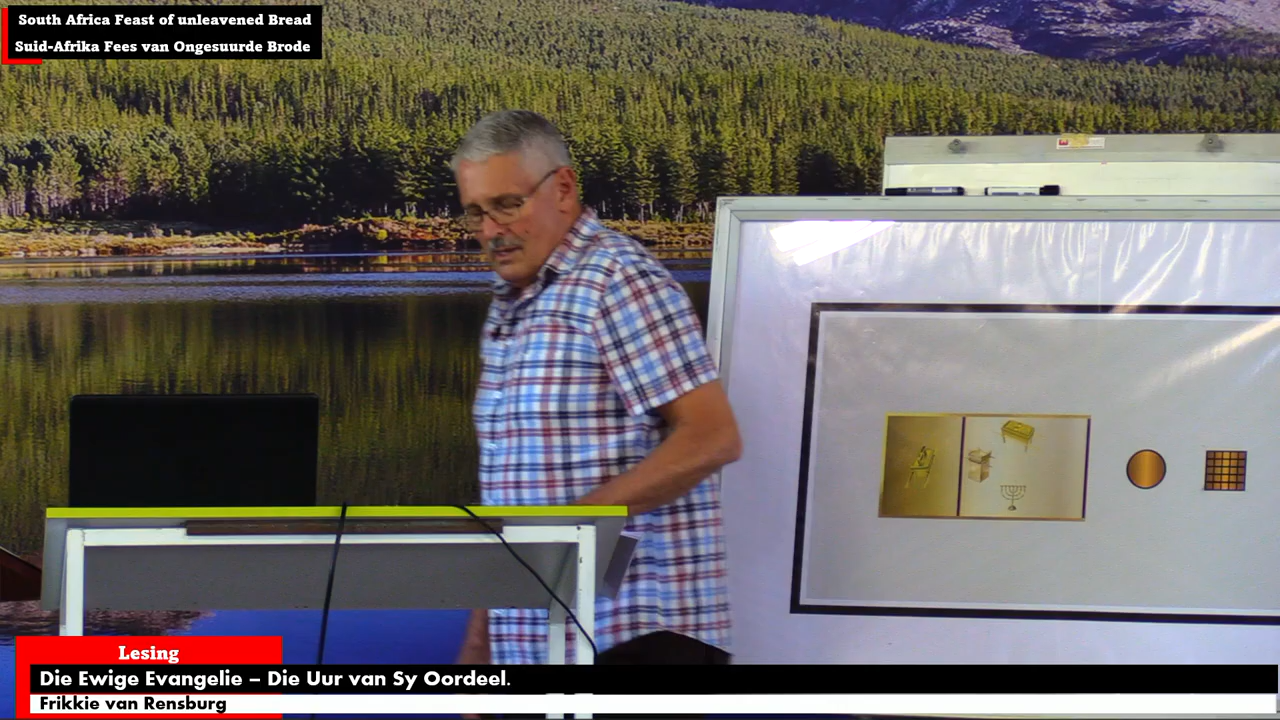 South Africa Feast of unleavened Bread
Suid-Afrika Fees van Ongesuurde Brode
Lesing
Die Ewige Evangelie – Die Uur van Sy Oordeel.
Frikkie van Rensburg